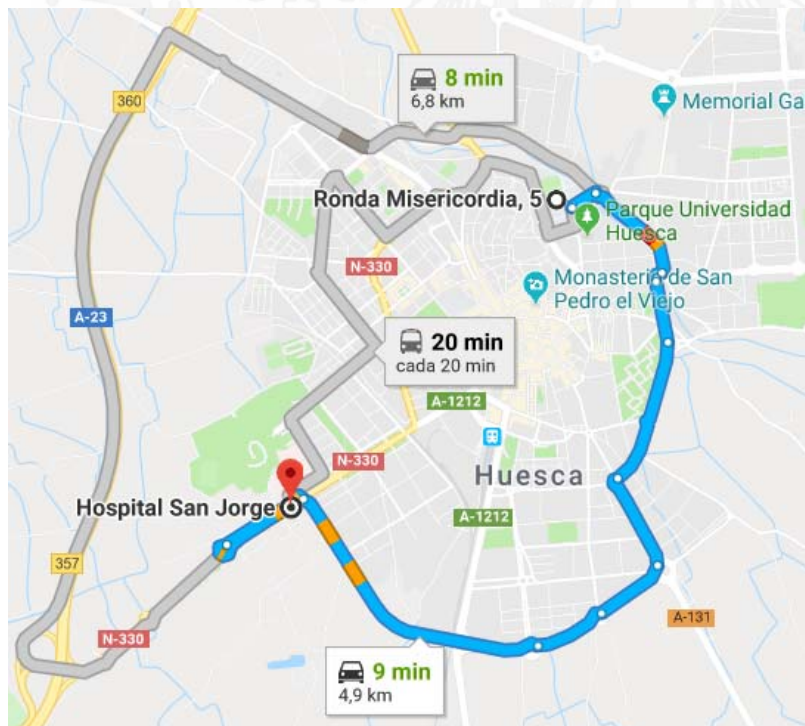 360
8 min
6,8 km
Memorial Ga
Ronda Misericordia, 5
Parque Universidad
Huesca
N-330
Monasterio de San
Pedro el Viejo
A-23
20 min
cada 20 min
A-1212
N-330
Huesca
Hospital San Jorge
A-1212
357
N-330
A-131
9 min
4,9 km